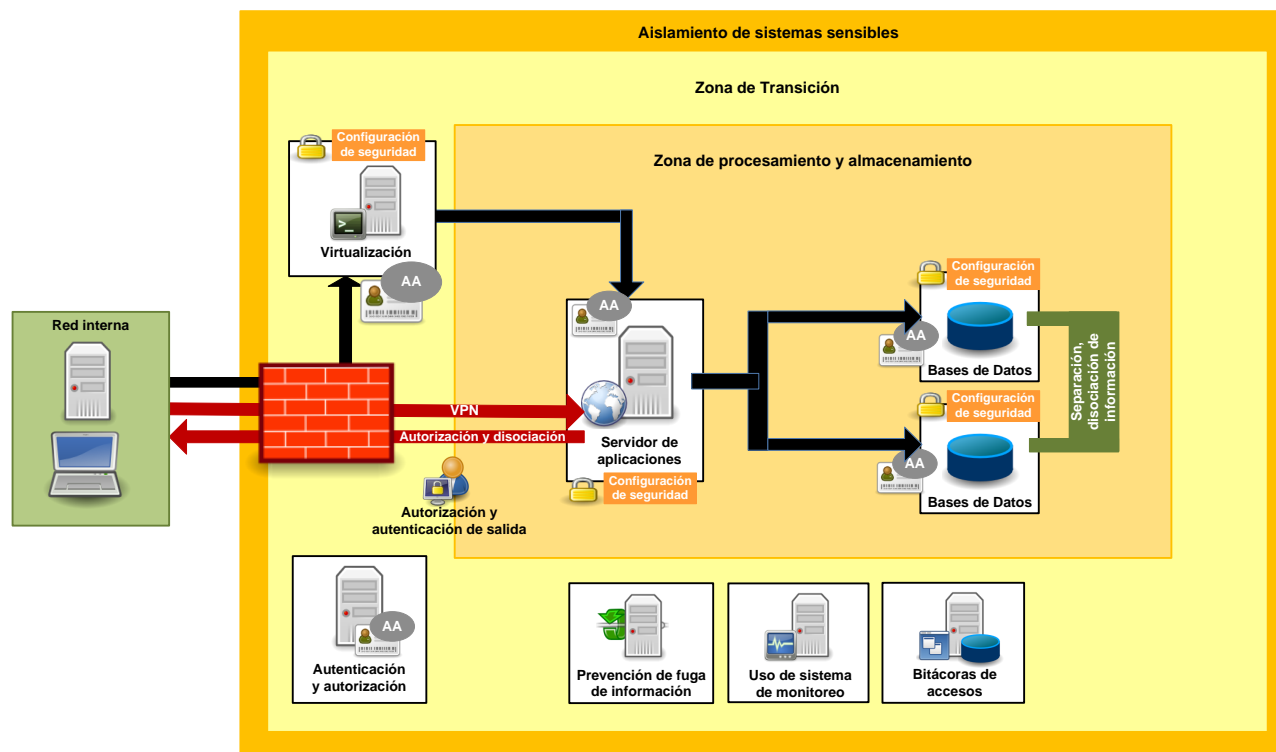 Aislamiento de sistemas sensibles
Zona de Transición
Configuración
de seguridad
Virtualización
AA
Zona de procesamiento y almacenamiento
Red interna
VPN
Autorización y disociación
Autorización y
autenticación de salida
AA
Servidor de
aplicaciones
Configuración
de seguridad
Configuración
de seguridad
AA
Bases de Datos
Configuración
de seguridad
AA
Bases de Datos
Separación,
disociación de
información
AA
Autenticación
y autorización
Prevención de fuga
de información
Uso de sistema
de monitoreo
Bitácoras de
accesos